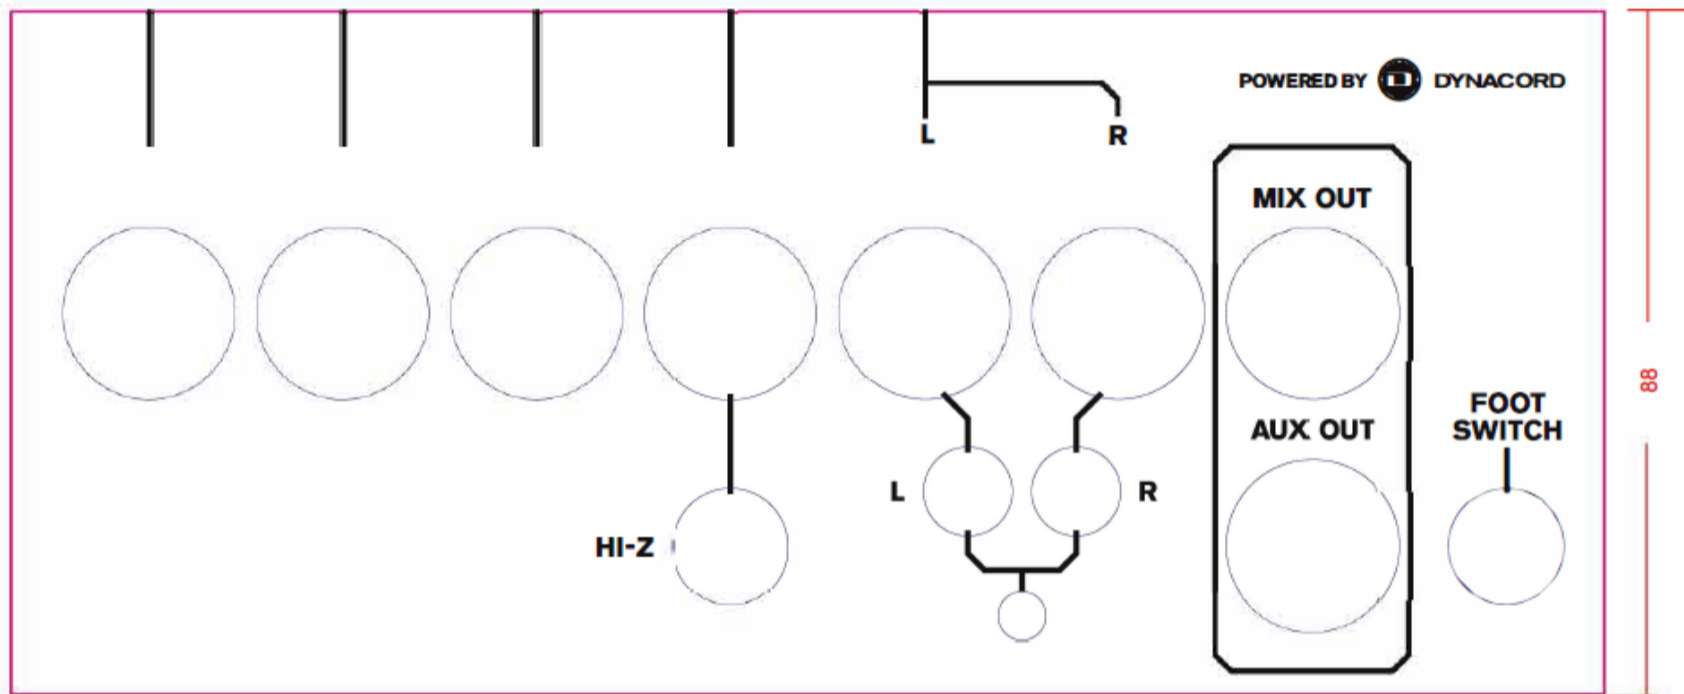 POWERED BY D DYNACORD
L
R
MIX OUT
88
FOOT
SWITCH
AUX OUT
L
R
HI-Z